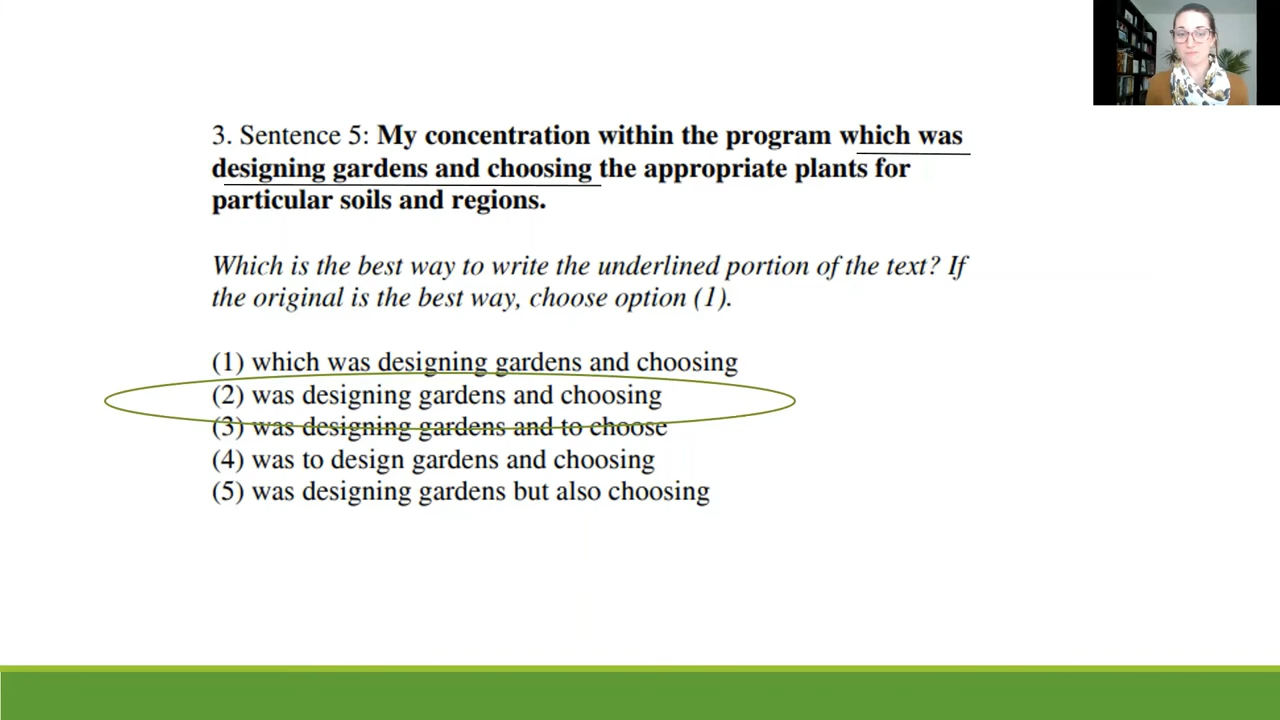 3. Sentence 5: My concentration within the program which was
designing gardens and choosing the appropriate plants for
particular soils and regions.
Which is the best way to write the underlined portion of the text? If
the original is the best way, choose option (1).
(1) which was designing gardens and choosing
(2) was designing gardens and choosing
(3) was designing gardens and to choose
(4) was to design gardens and choosing
(5) was designing gardens but also choosing